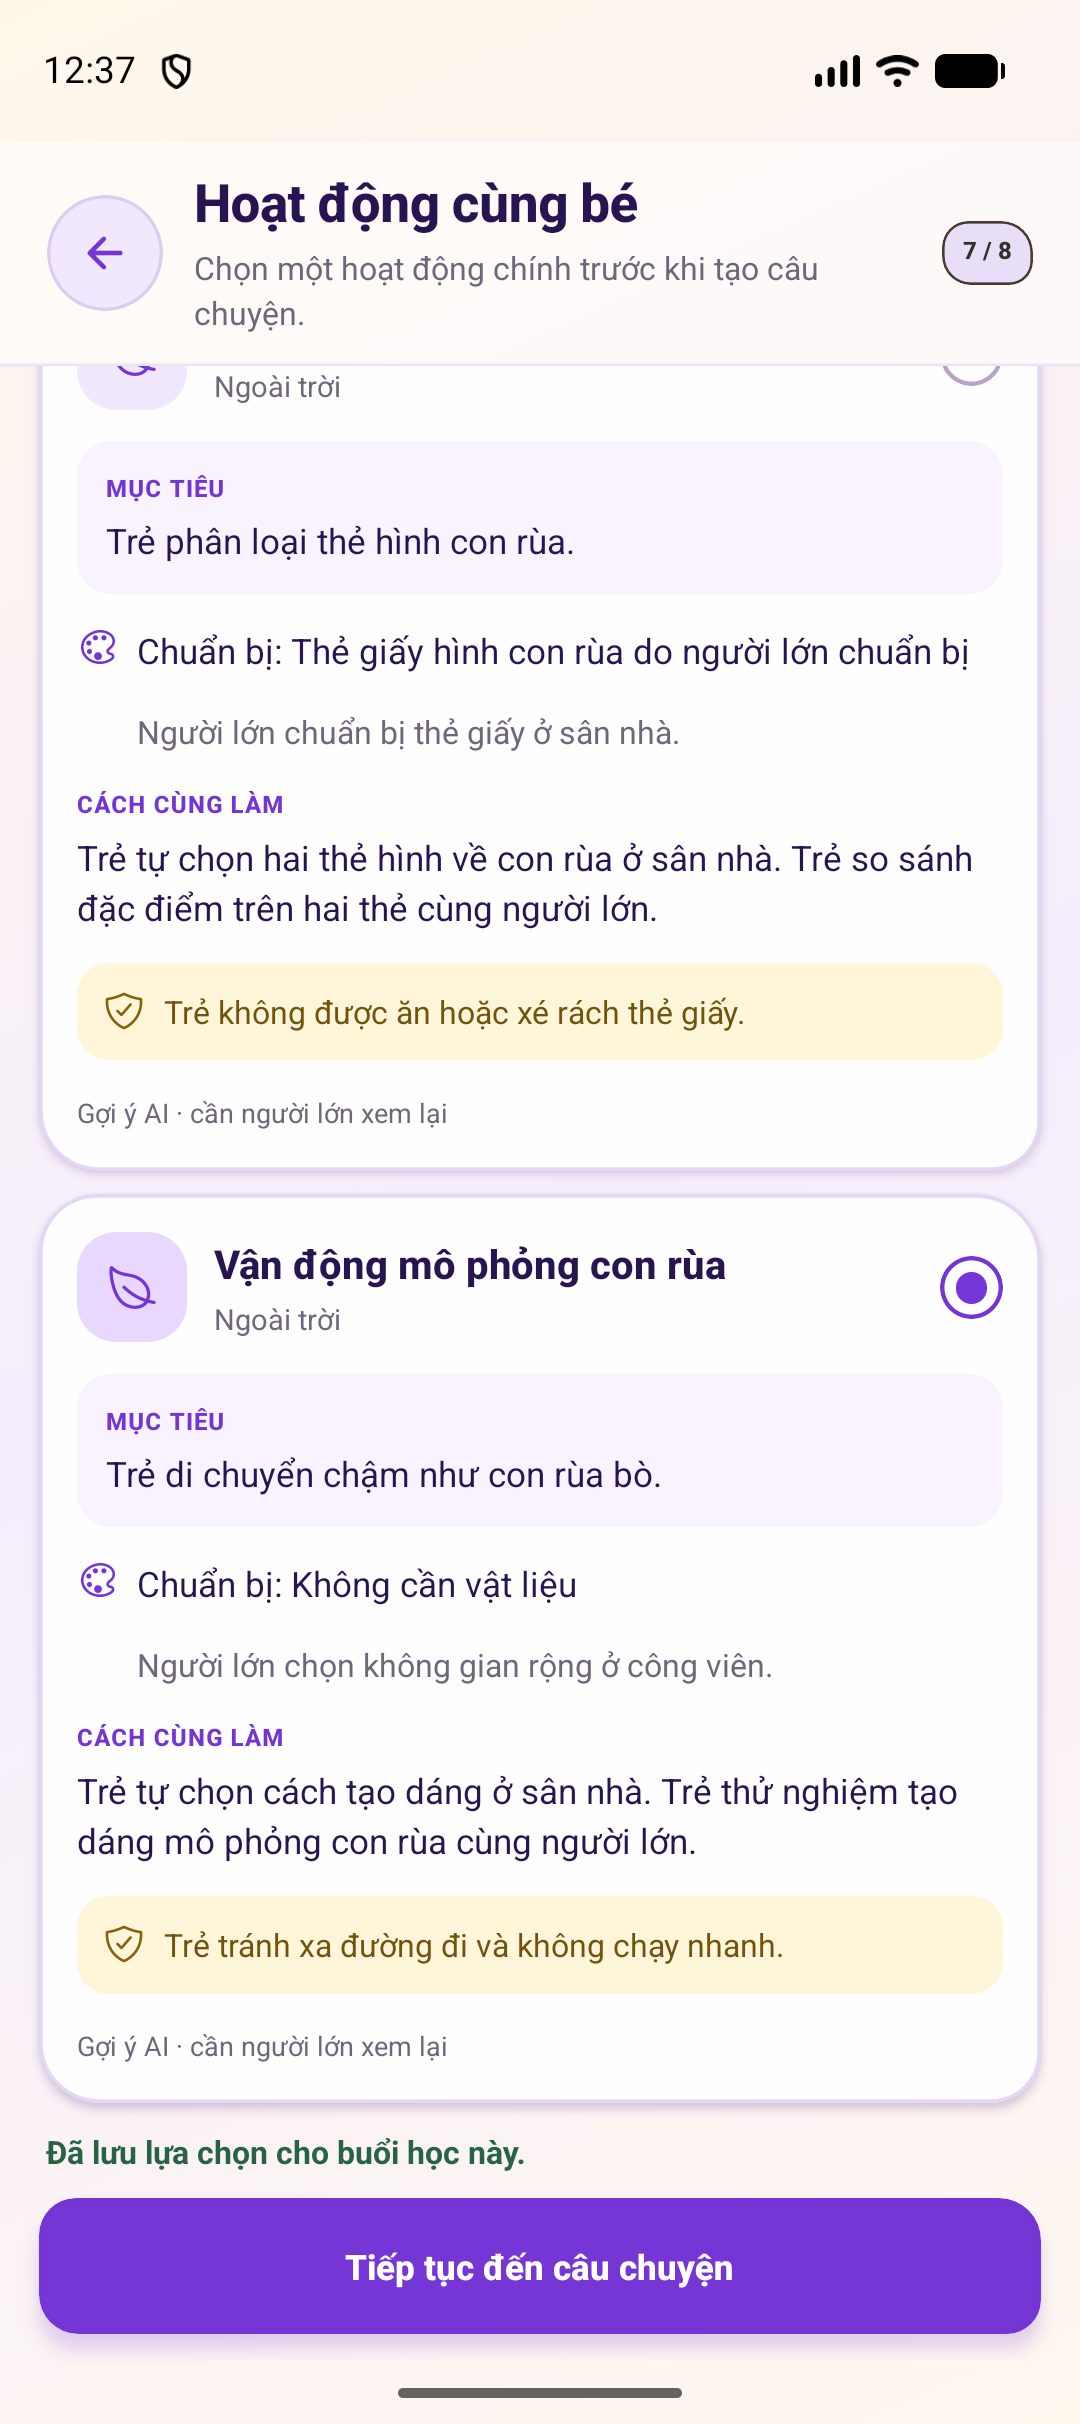 12:37
Hoạt động cùng bé
Chọn một hoạt động chính trước khi tạo câu
chuyện.
7 / 8
Ngoài trời
MỤC TIÊU
Trẻ phân loại thẻ hình con rùa.
Chuẩn bị: Thẻ giấy hình con rùa do người lớn chuẩn bị
Người lớn chuẩn bị thẻ giấy ở sân nhà.
CÁCH CÙNG LÀM
Trẻ tự chọn hai thẻ hình về con rùa ở sân nhà. Trẻ so sánh
đặc điểm trên hai thẻ cùng người lớn.
Trẻ không được ăn hoặc xé rách thẻ giấy.
Gợi ý AI · cần người lớn xem lại
Vận động mô phỏng con rùa
Ngoài trời
MỤC TIÊU
Trẻ di chuyển chậm như con rùa bò.
Chuẩn bị: Không cần vật liệu
Người lớn chọn không gian rộng ở công viên.
CÁCH CÙNG LÀM
Trẻ tự chọn cách tạo dáng ở sân nhà. Trẻ thử nghiệm tạo
dáng mô phỏng con rùa cùng người lớn.
Trẻ tránh xa đường đi và không chạy nhanh.
Gợi ý AI · cần người lớn xem lại
Đã lưu lựa chọn cho buổi học này.
Tiếp tục đến câu chuyện